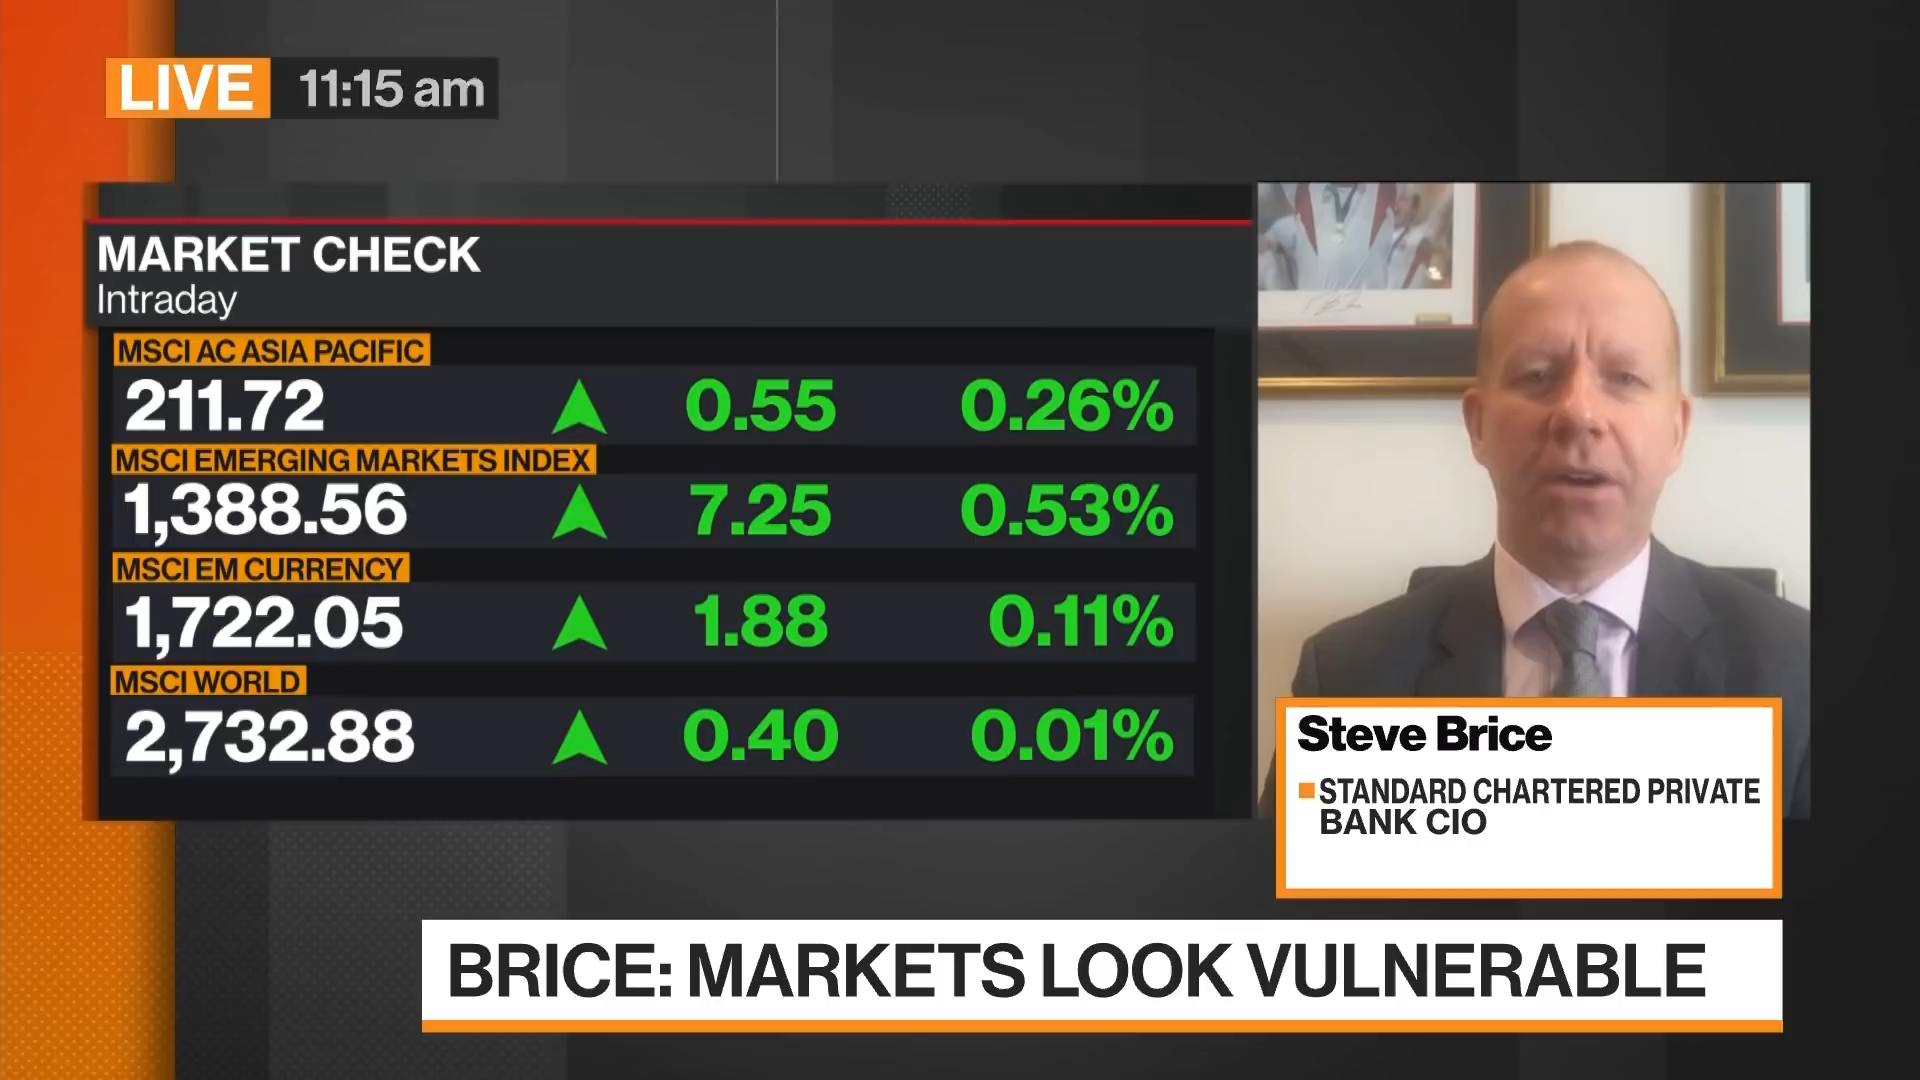 LIVE 11:15 am
MARKET CHECK
Intraday
MSCI AC ASIA PACIFIC
211.72 ▲ 0.55 0.26%
MSCI EMERGING MARKETS INDEX
1,388.56 ▲ 7.25 0.53%
MSCI EM CURRENCY
1,722.05 ▲ 1.88 0.11%
MSCI WORLD
2,732.88 ▲ 0.40 0.01%
Steve Brice
STANDARD CHARTERED PRIVATE
BANK CIO
BRICE: MARKETS LOOK VULNERABLE